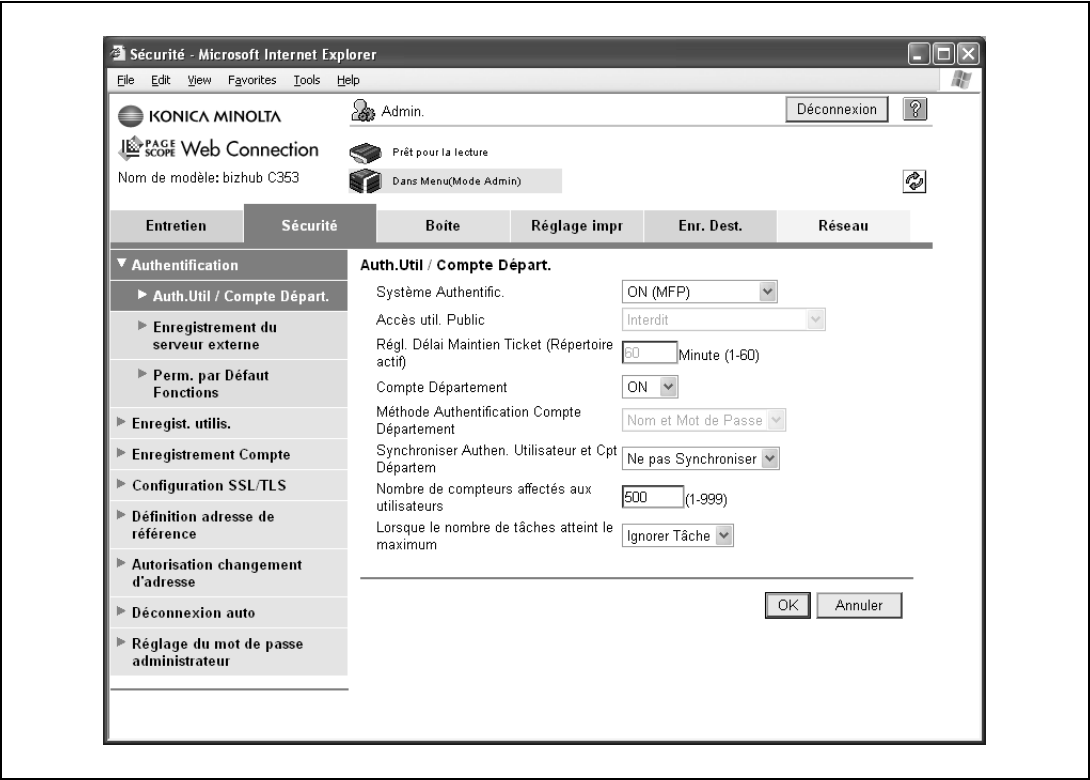 Sécurité - Microsoft Internet Explorer
File Edit View Favorites Tools Help
KONICA MINOLTA
Admin.
Déconnexion
?
PAGE SCOPE Web Connection
Prêt pour la lecture
Nom de modèle: bizhub C353
Dans Menu(Mode Admin)
Entretien Sécurité Boîte Réglage impr Enr. Dest. Réseau
Authentification
Auth.Util / Compte Départ.
Enregistrement du
serveur externe
Perm. par Défaut
Fonctions
Enregist. utilis.
Enregistrement Compte
Configuration SSL/TLS
Définition adresse de
référence
Autorisation changement
d'adresse
Déconnexion auto
Réglage du mot de passe
administrateur
Auth.Util / Compte Départ.
Système Authentific. ON (MFP)
Accès util. Public Interdit
Régl. Délai Maintien Ticket (Répertoire
actif) 60 Minute (1-60)
Compte Département ON
Méthode Authentification Compte
Département Nom et Mot de Passe
Synchroniser Authen. Utilisateur et Cpt
Départem Ne pas Synchroniser
Nombre de compteurs affectés aux
utilisateurs 500 (1-999)
Lorsque le nombre de tâches atteint le
maximum Ignorer Tâche
OK Annuler